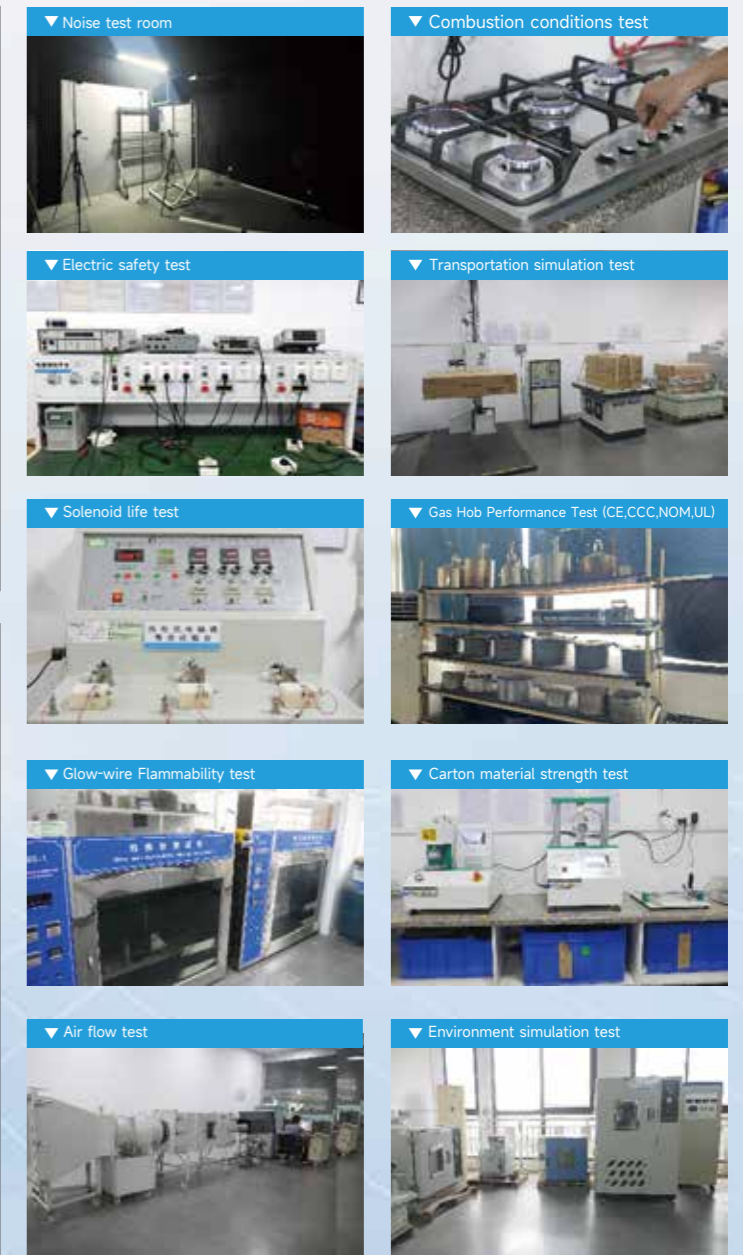 ▼ Noise test room
▼ Combustion conditions test
▼ Electric safety test
▼ Transportation simulation test
▼ Solenoid life test
▼ Gas Hob Performance Test (CE,CCC,NOM,UL)
▼ Glow-wire Flammability test
▼ Carton material strength test
▼ Air flow test
▼ Environment simulation test